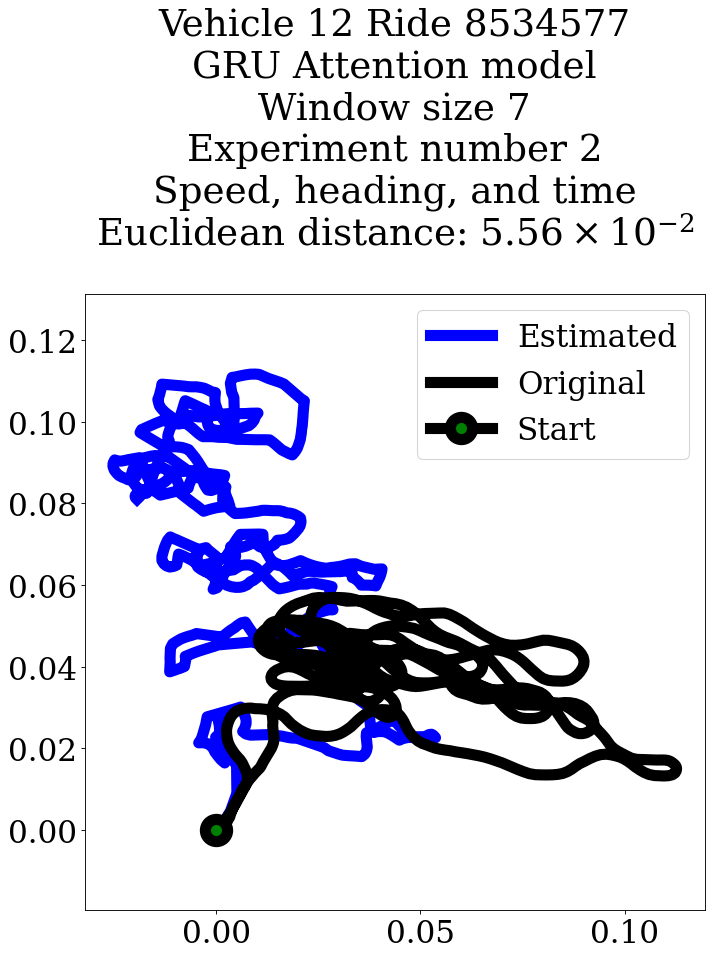 Vehicle 12 Ride 8534577
GRU Attention model
Window size 7
Experiment number 2
Speed, heading, and time
Euclidean distance: 5.56 × 10⁻²
Estimated
Original
Start
0.12
0.10
0.08
0.06
0.04
0.02
0.00
0.00 0.05 0.10